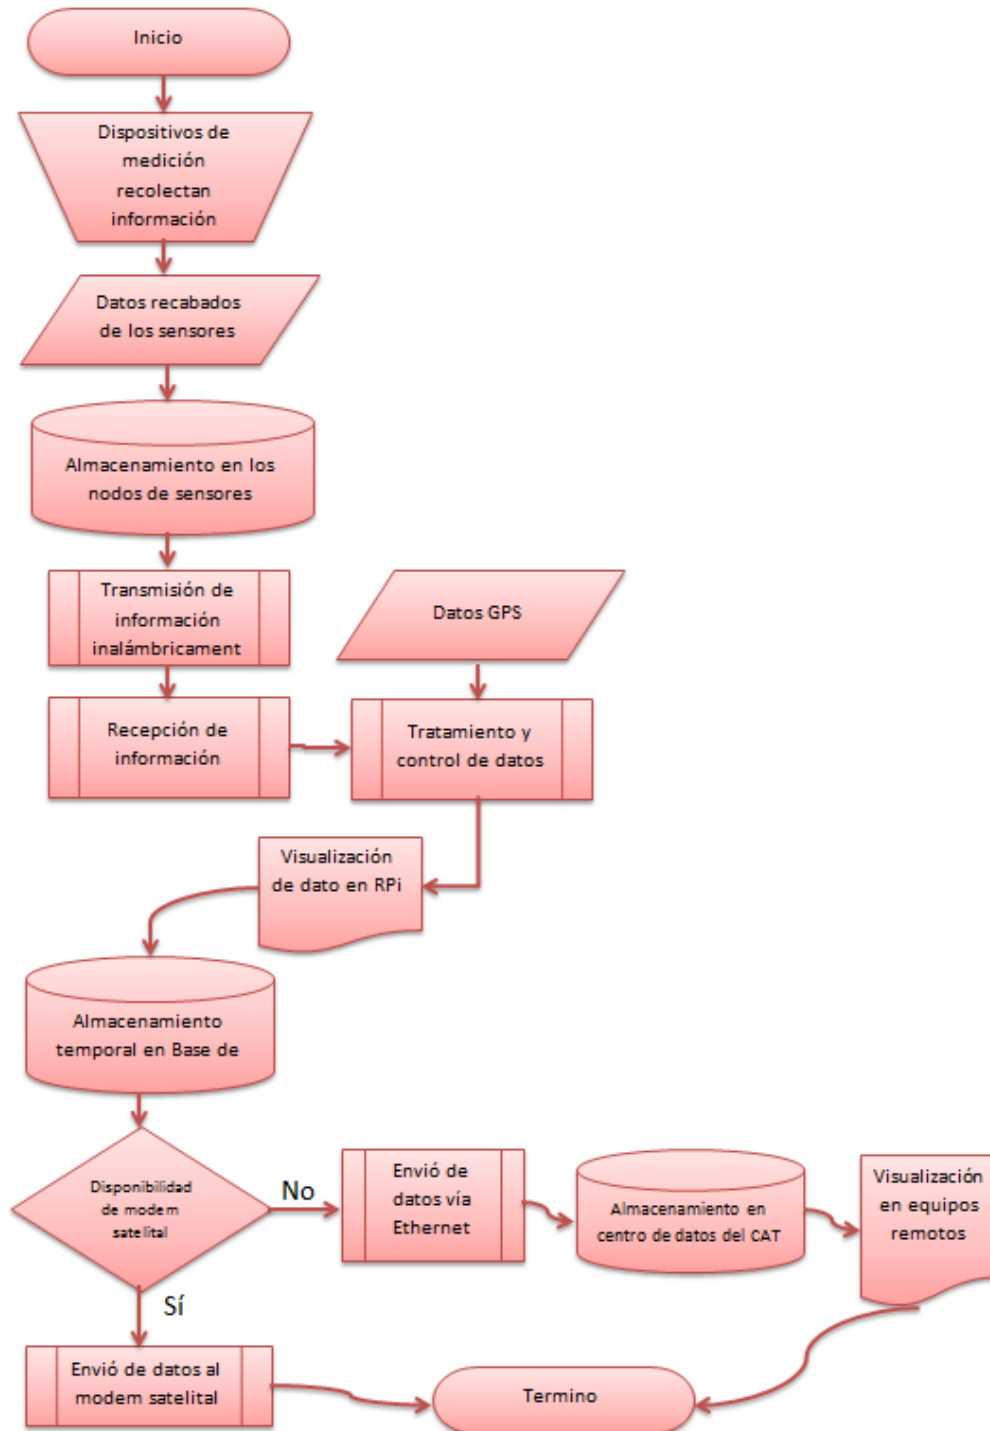 Inicio
Dispositivos de
medición
recolectan
información
Datos recabados
de los sensores
Almacenamiento en los
nodos de sensores
Transmisión de
información
inalámbricament
Datos GPS
Recepción de
información
Tratamiento y
control de datos
Visualización
de dato en RPi
Almacenamiento
temporal en Base de
Disponibilidad
de modem
satelital
No
Envió de
datos vía
Ethernet
Almacenamiento en
centro de datos del CAT
Visualización
en equipos
remotos
Sí
Envió de datos al
modem satelital
Termino